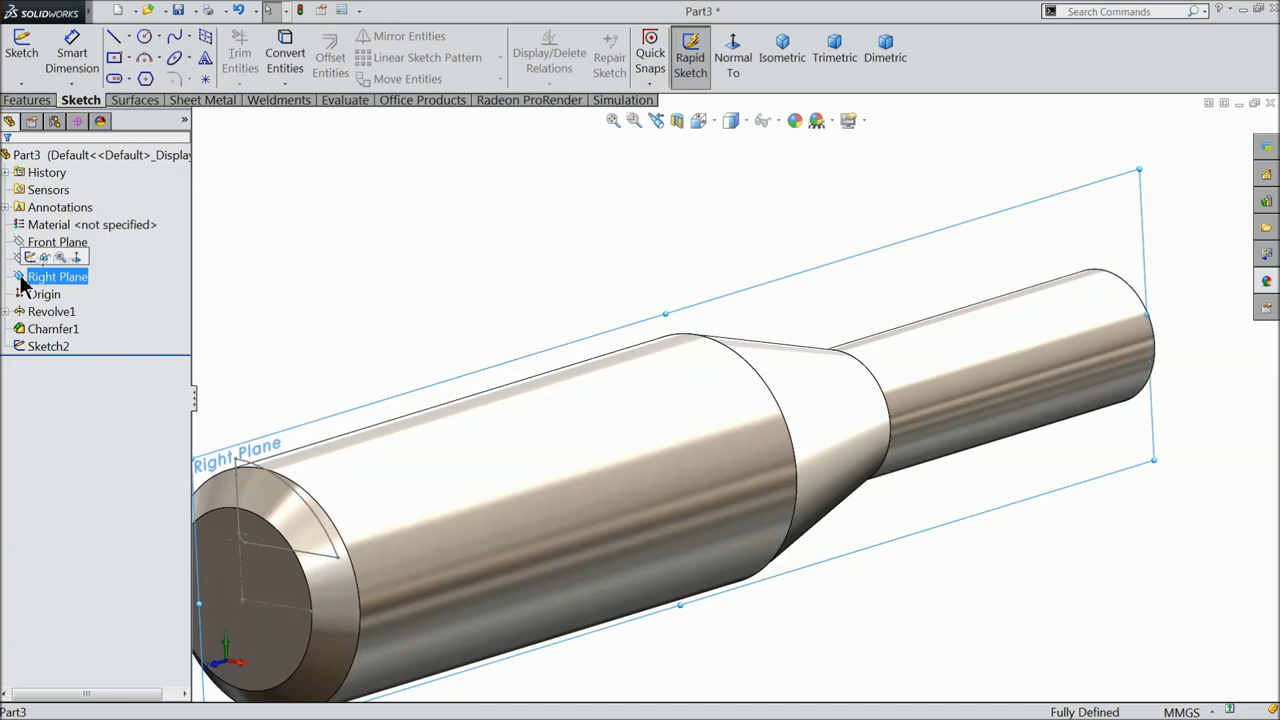 SOLIDWORKS
Part3 *
Search Commands
Sketch
Smart Dimension
Trim Entities
Convert Entities
Offset Entities
Mirror Entities
Linear Sketch Pattern
Move Entities
Display/Delete Relations
Repair Sketch
Quick Snaps
Rapid Sketch
Normal To
Isometric
Trimetric
Dimetric
Features
Sketch
Surfaces
Sheet Metal
Weldments
Evaluate
Office Products
Radeon ProRender
Simulation
Part3 (Default<<Default>_Display
History
Sensors
Annotations
Material <not specified>
Front Plane
Right Plane
Origin
Revolve1
Chamfer1
Sketch2
Right Plane
Part3
Fully Defined
MMGS